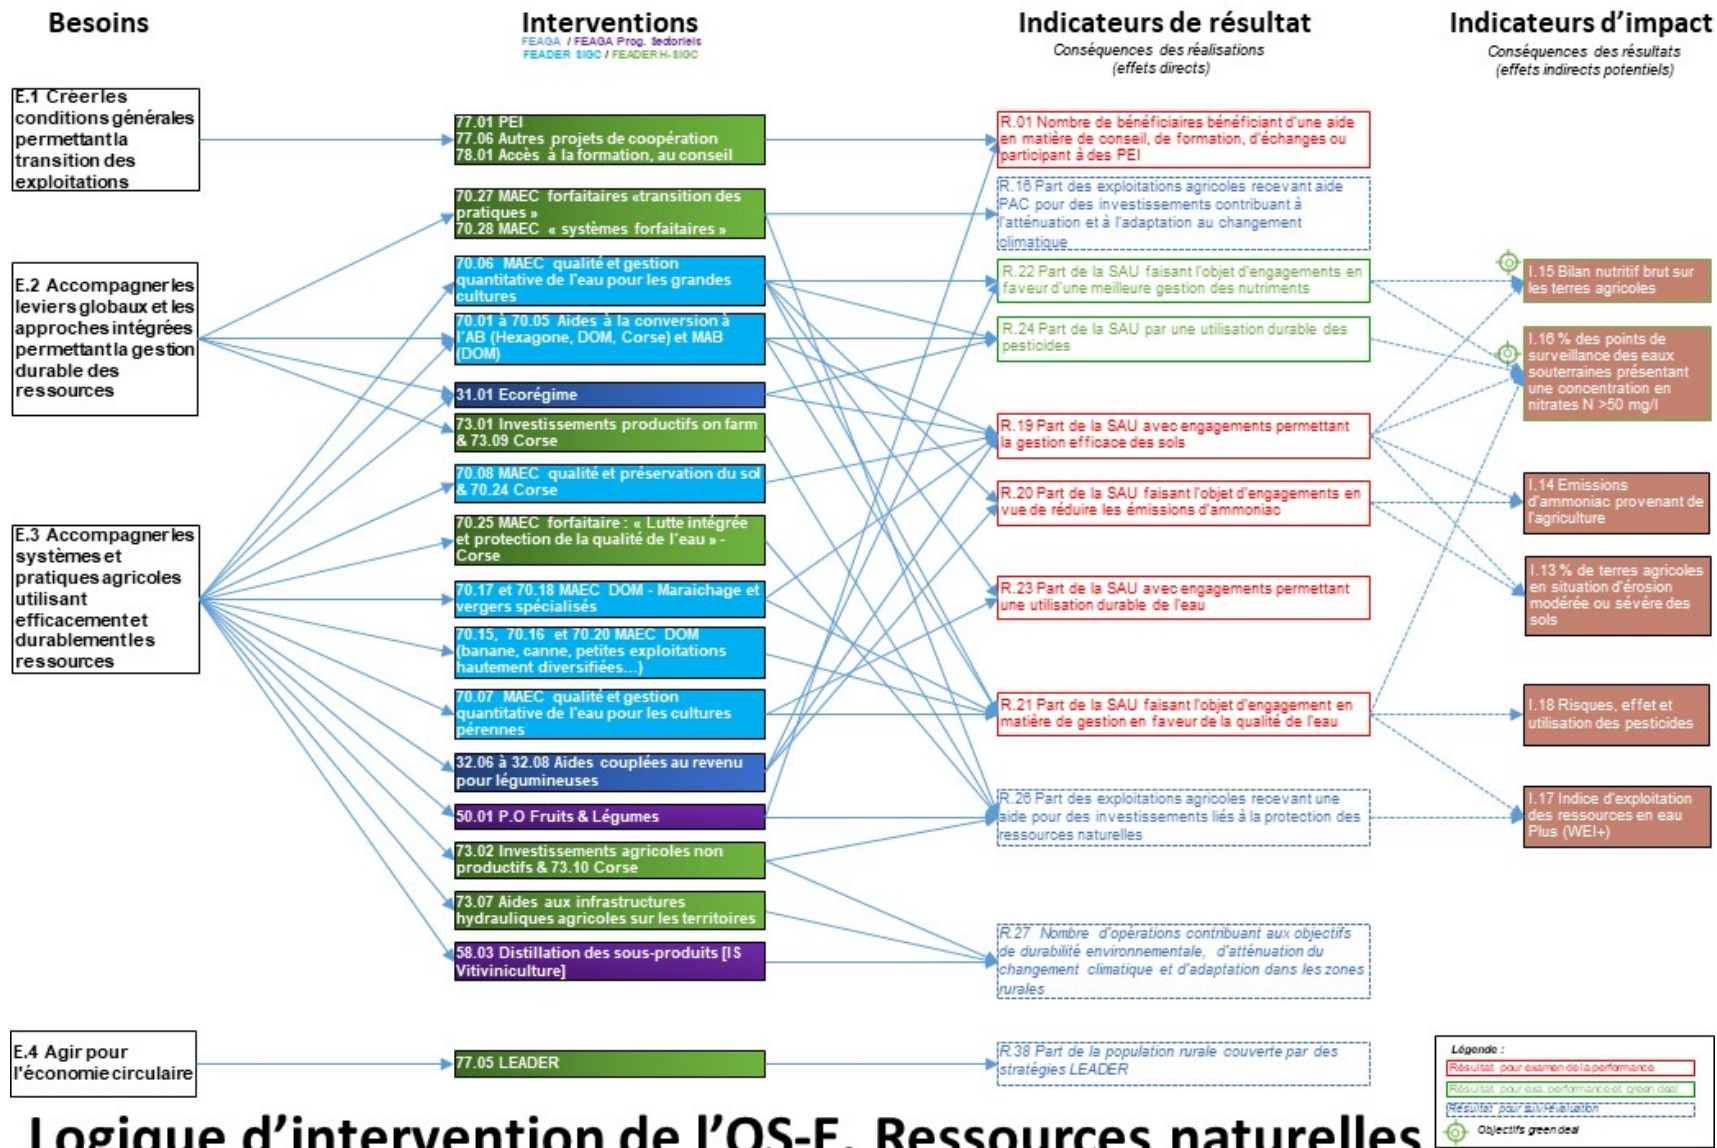 Besoins
Interventions
FEAGA / FEAGA Prog. Sectoriels
FEADER SIGC / FEADER H-SIGC
Indicateurs de résultat
Conséquences des réalisations
(effets directs)
Indicateurs d'impact
Conséquences des résultats
(effets indirects potentiels)
E.1 Créer les
conditions générales
permettant la
transition des
exploitations
E.2 Accompagner les
leviers globaux et les
approches intégrées
permettant la gestion
durable des
ressources
E.3 Accompagner les
systèmes et
pratiques agricoles
utilisant
efficacement et
durablement les
ressources
E.4 Agir pour
l'économie circulaire
77.01 PEI
77.06 Autres projets de coopération
78.01 Accès à la formation, au conseil
70.27 MAEC forfaitaires «transition des
pratiques »
70.28 MAEC « systèmes forfaitaires »
70.06 MAEC qualité et gestion
quantitative de l'eau pour les grandes
cultures
70.01 à 70.05 Aides à la conversion à
l'AB (Hexagone, DOM, Corse) et MAB
(DOM)
31.01 Ecorégime
73.01 Investissements productifs on farm
& 73.09 Corse
70.08 MAEC qualité et préservation du sol
& 70.24 Corse
70.25 MAEC forfaitaire : « Lutte intégrée
et protection de la qualité de l'eau » -
Corse
70.17 et 70.18 MAEC DOM - Maraichage et
vergers spécialisés
70.15, 70.16 et 70.20 MAEC DOM
(banane, canne, petites exploitations
hautement diversifiées...)
70.07 MAEC qualité et gestion
quantitative de l'eau pour les cultures
pérennes
32.06 à 32.08 Aides couplées au revenu
pour légumineuses
50.01 P.O Fruits & Légumes
73.02 Investissements agricoles non
productifs & 73.10 Corse
73.07 Aides aux infrastructures
hydrauliques agricoles sur les territoires
58.03 Distillation des sous-produits [IS
Vitiviniculture]
77.05 LEADER
R.01 Nombre de bénéficiaires bénéficiant d'une aide
en matière de conseil, de formation, d'échanges ou
participant à des PEI
R.16 Part des exploitations agricoles recevant aide
PAC pour des investissements contribuant à
l'atténuation et à l'adaptation au changement
climatique
R.22 Part de la SAU faisant l'objet d'engagements en
faveur d'une meilleure gestion des nutriments
R.24 Part de la SAU par une utilisation durable des
pesticides
R.19 Part de la SAU avec engagements permettant
la gestion efficace des sols
R.20 Part de la SAU faisant l'objet d'engagements en
vue de réduire les émissions d'ammoniac
R.23 Part de la SAU avec engagements permettant
une utilisation durable de l'eau
R.21 Part de la SAU faisant l'objet d'engagement en
matière de gestion en faveur de la qualité de l'eau
R.26 Part des exploitations agricoles recevant une
aide pour des investissements liés à la protection des
ressources naturelles
R.27 Nombre d'opérations contribuant aux objectifs
de durabilité environnementale, d'atténuation du
changement climatique et d'adaptation dans les zones
rurales
R.38 Part de la population rurale couverte par des
stratégies LEADER
I.15 Bilan nutritif brut sur
les terres agricoles
I.16 % des points de
surveillance des eaux
souterraines présentant
une concentration en
nitrates N >50 mg/l
I.14 Emissions
d'ammoniac provenant de
l'agriculture
I.13 % de terres agricoles
en situation d'érosion
modérée ou sévère des
sols
I.18 Risques, effet et
utilisation des pesticides
I.17 Indice d'exploitation
des ressources en eau
Plus (WEI+)
Légende :
Résultat pour examen de la performance
Résultat pour exa. performance et green deal
Résultat pour suivi-évaluation
Objectifs green deal
Logique d'intervention de l'OS-E. Ressources naturelles